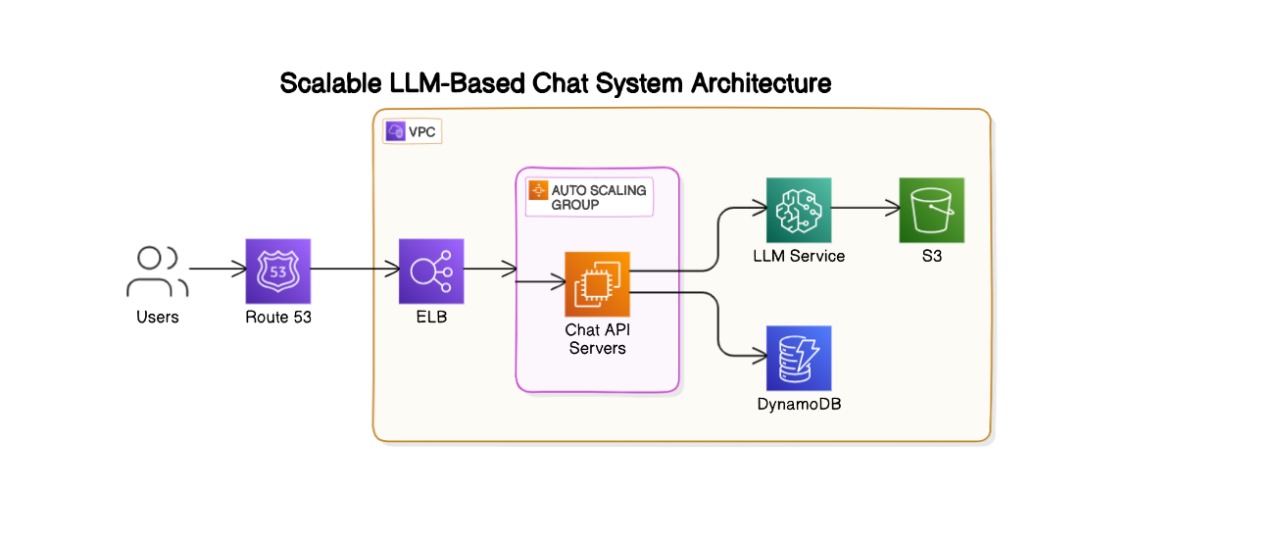 Scalable LLM-Based Chat System Architecture
VPC
AUTO SCALING
GROUP
53
Users
Route 53
ELB
Chat API
Servers
LLM Service
S3
DynamoDB